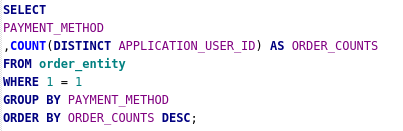 SELECT
PAYMENT_METHOD
,COUNT(DISTINCT APPLICATION_USER_ID) AS ORDER_COUNTS
FROM order_entity
WHERE 1 = 1
GROUP BY PAYMENT_METHOD
ORDER BY ORDER_COUNTS DESC;